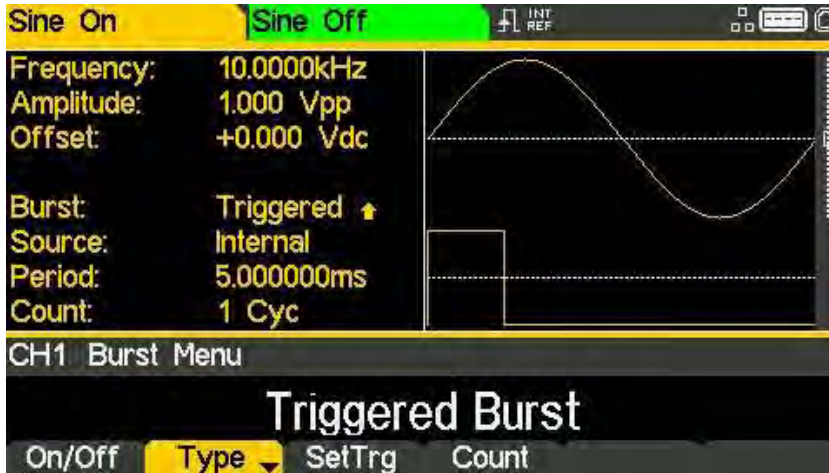 Sine On Sine Off INT REF
Frequency: 10.0000kHz
Amplitude: 1.000 Vpp
Offset: +0.000 Vdc
Burst: Triggered
Source: Internal
Period: 5.000000ms
Count: 1 Cyc
CH1 Burst Menu
Triggered Burst
On/Off Type SetTrg Count